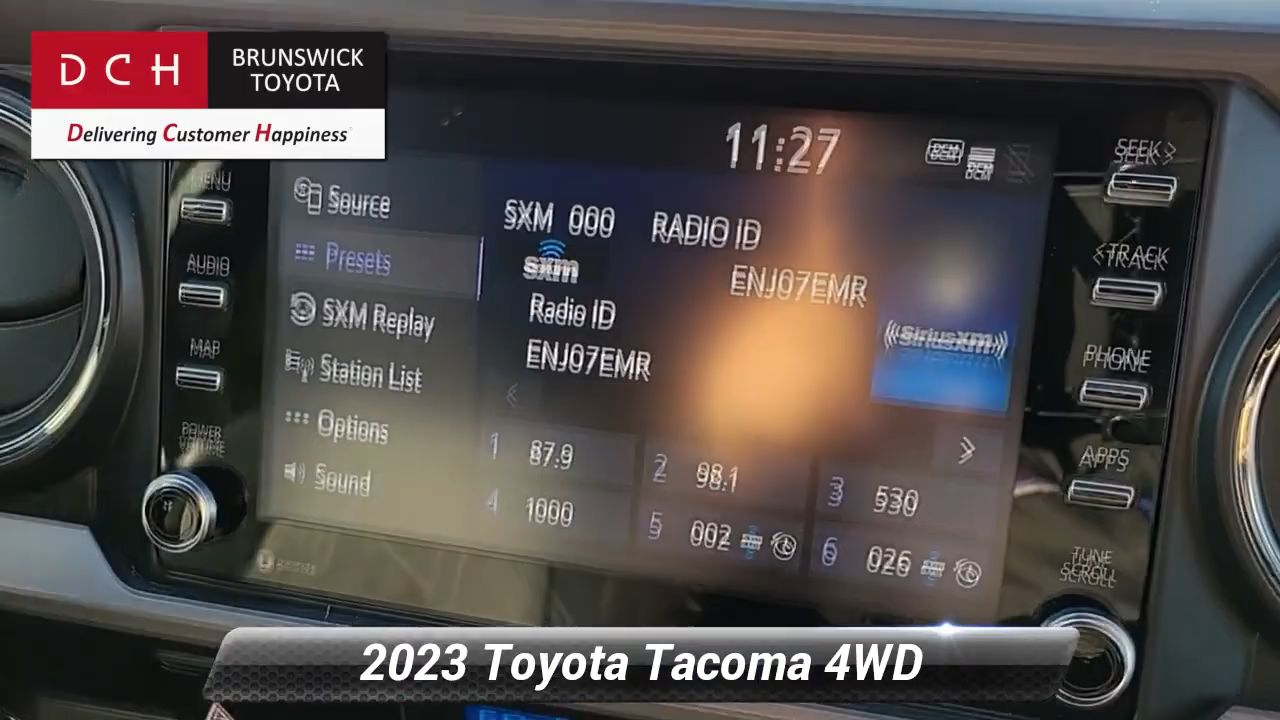 DCH
BRUNSWICK
TOYOTA
Delivering Customer Happiness
11:27
DCM
DCM
MENU
AUDIO
MAP
POWER
VOLUME
Source
Presets
SXM Replay
Station List
Options
Sound
SXM 000
RADIO ID
sxm
ENJ07EMR
Radio ID
ENJ07EMR
SiriusXM
1 87.9
2 98.1
3 530
4 1000
5 002
6 026
SEEK >
< TRACK
PHONE
APPS
TUNE
SCROLL
2023 Toyota Tacoma 4WD